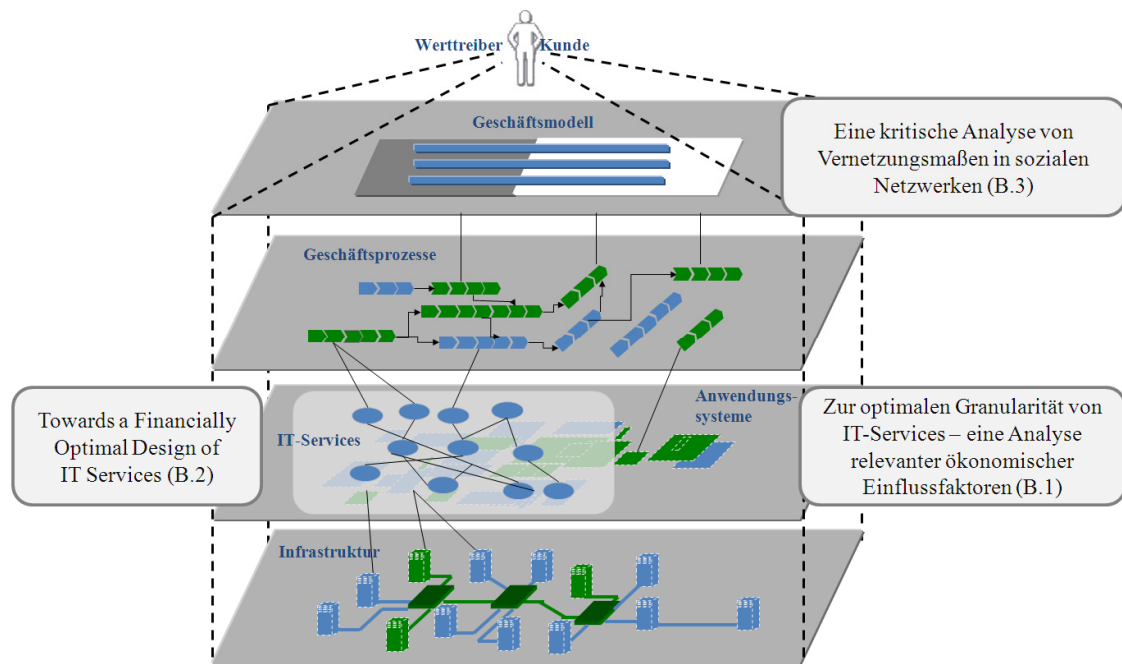 Werttreiber Kunde
Geschäftsmodell
Eine kritische Analyse von
Vernetzungsmaßen in sozialen
Netzwerken (B.3)
Geschäftsprozesse
Towards a Financially
Optimal Design of
IT Services (B.2)
IT-Services
Anwendungs-
systeme
Zur optimalen Granularität von
IT-Services – eine Analyse
relevanter ökonomischer
Einflussfaktoren (B.1)
Infrastruktur